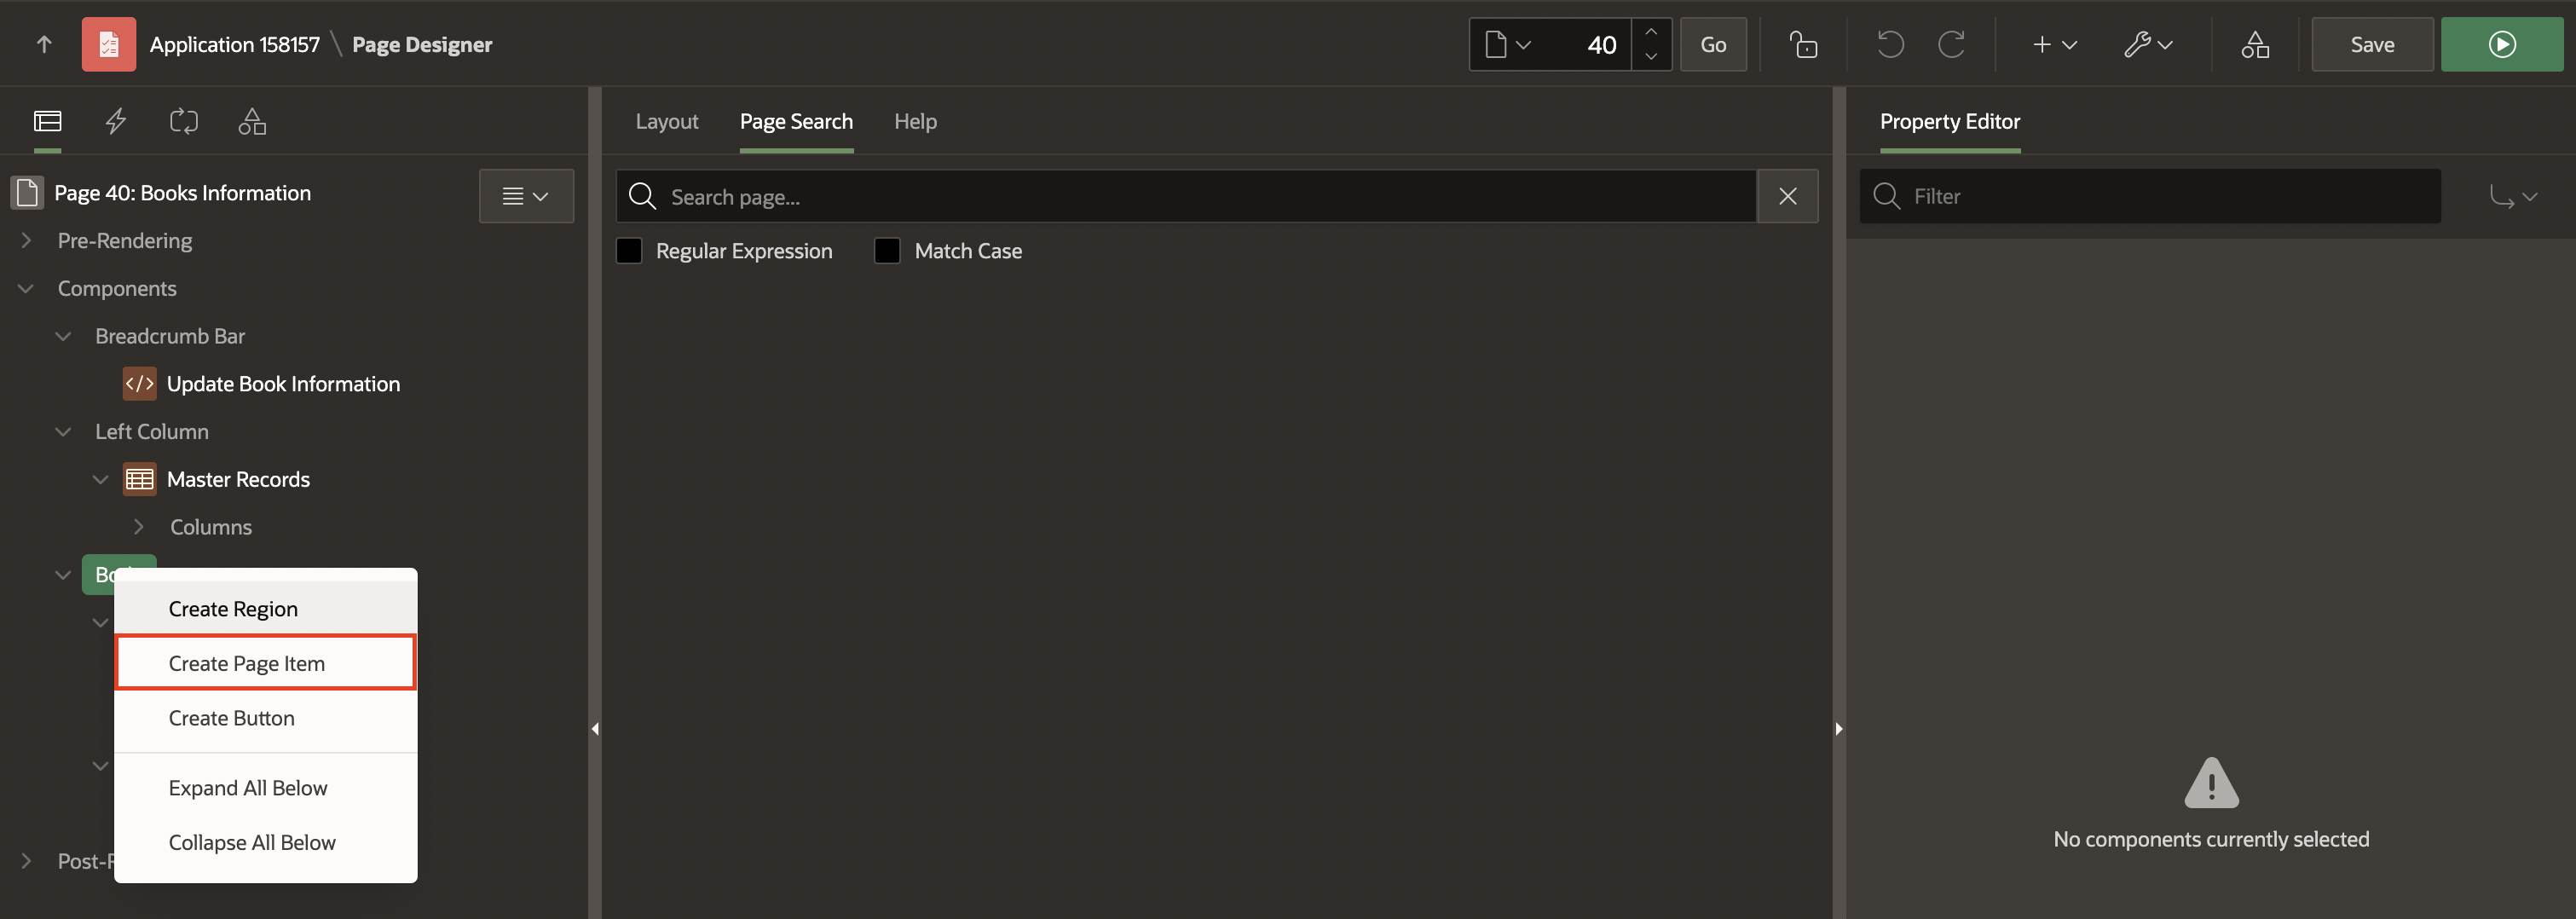 Application 158157 \ Page Designer
40
Go
Save
Layout
Page Search
Help
Property Editor
Page 40: Books Information
Search page...
Filter
Pre-Rendering
Regular Expression
Match Case
Components
Breadcrumb Bar
</> Update Book Information
Left Column
Master Records
Columns
Create Region
Create Page Item
Create Button
Expand All Below
Collapse All Below
No components currently selected